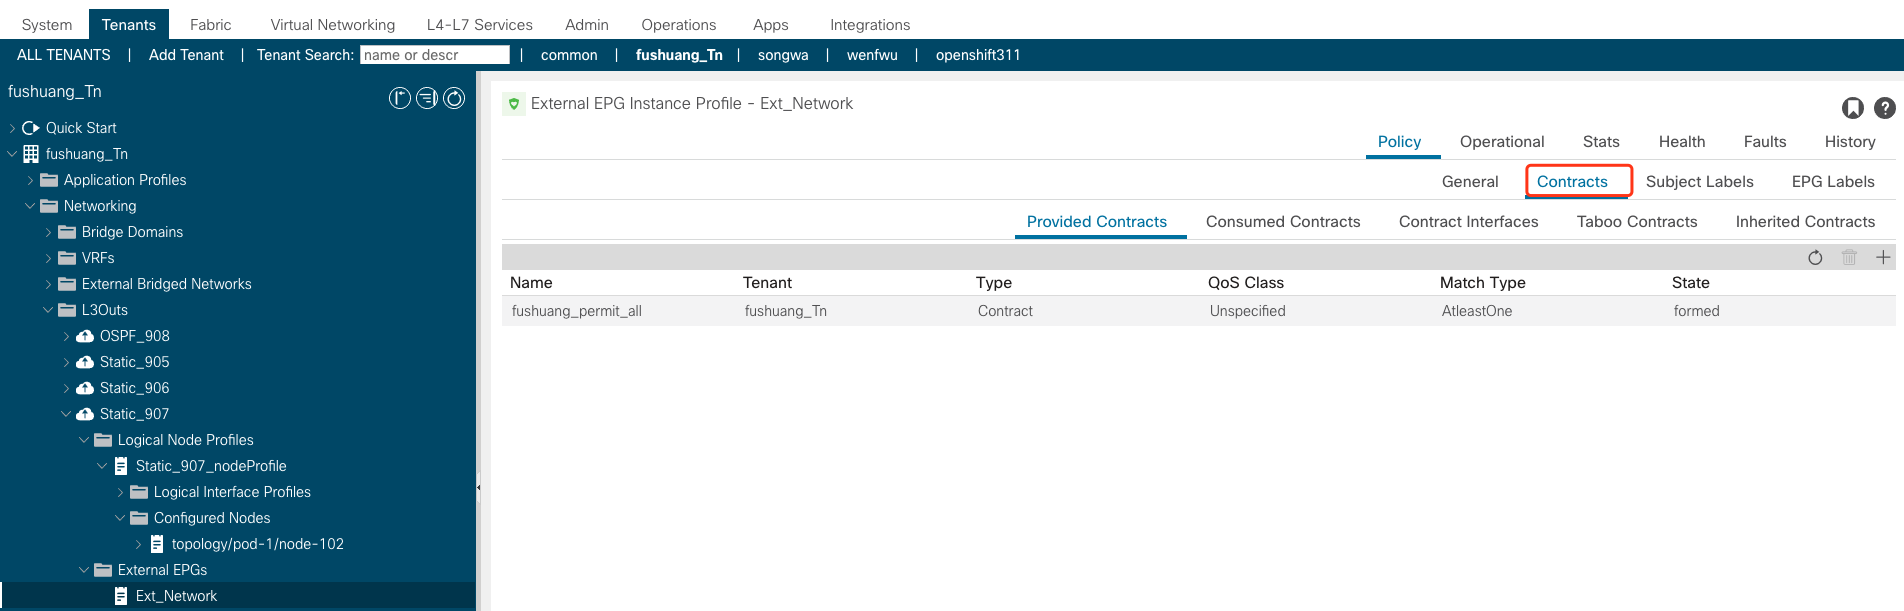 System Tenants Fabric Virtual Networking L4-L7 Services Admin Operations Apps Integrations
ALL TENANTS | Add Tenant | Tenant Search: name or descr | common | fushuang_Tn | songwa | wenfwu | openshift311
fushuang_Tn
Quick Start
fushuang_Tn
Application Profiles
Networking
Bridge Domains
VRFs
External Bridged Networks
L3Outs
OSPF_908
Static_905
Static_906
Static_907
Logical Node Profiles
Static_907_nodeProfile
Logical Interface Profiles
Configured Nodes
topology/pod-1/node-102
External EPGs
Ext_Network
External EPG Instance Profile - Ext_Network
Policy Operational Stats Health Faults History
General Contracts Subject Labels EPG Labels
Provided Contracts Consumed Contracts Contract Interfaces Taboo Contracts Inherited Contracts
Name Tenant Type QoS Class Match Type State
fushuang_permit_all fushuang_Tn Contract Unspecified AtleastOne formed